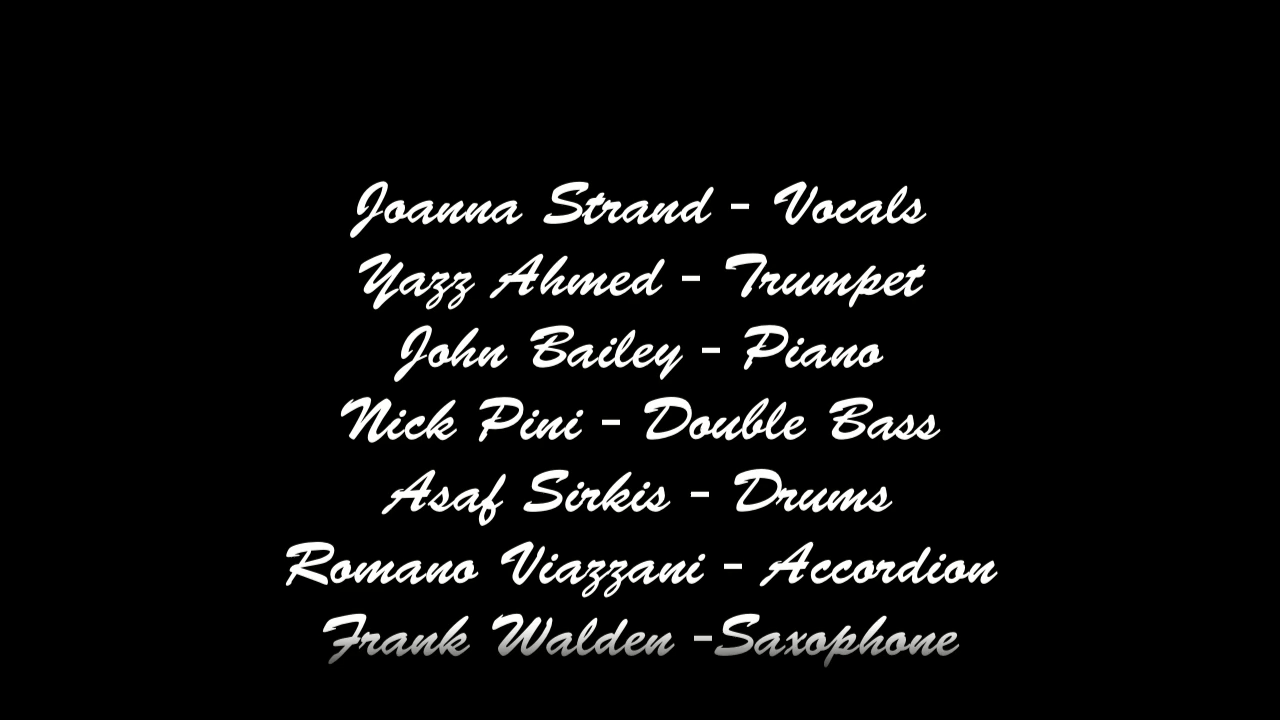 Joanna Strand - Vocals
Yazz Ahmed - Trumpet
John Bailey - Piano
Nick Pini - Double Bass
Asaf Sirkis - Drums
Romano Viazzani - Accordion
Frank Walden -Saxophone